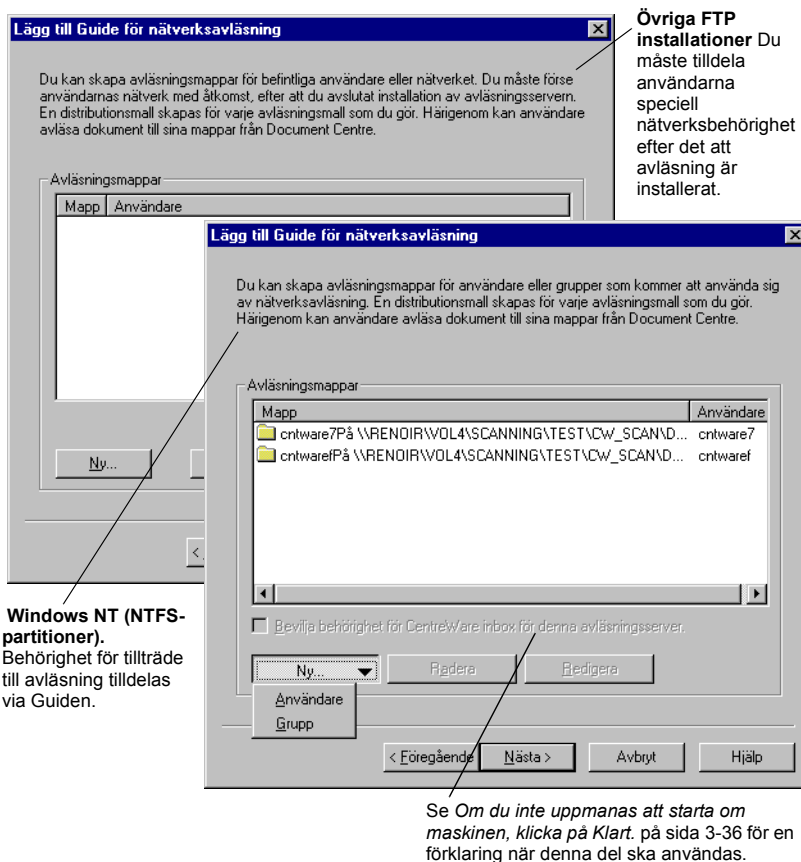 Lägg till Guide för nätverksavläsning
Du kan skapa avläsningsmappar för befintliga användare eller nätverket. Du måste förse
användarnas nätverk med åtkomst, efter att du avslutat installation av avläsningsservern.
En distributionsmall skapas för varje avläsningsmall som du gör. Härigenom kan användare
avläsa dokument till sina mappar från Document Centre.
Avläsningsmappar
Mapp Användare
Ny...
<
Övriga FTP
installationer Du
måste tilldela
användarna
speciell
nätverksbehörighet
efter det att
avläsning är
installerat.
Lägg till Guide för nätverksavläsning
Du kan skapa avläsningsmappar för användare eller grupper som kommer att använda sig
av nätverksavläsning. En distributionsmall skapas för varje avläsningsmall som du gör.
Härigenom kan användare avläsa dokument till sina mappar från Document Centre.
Avläsningsmappar
Mapp Användare
cntware7På \\RENOIR\VOL4\SCANNING\TEST\CW_SCAN\D... cntware7
cntwarefPå \\RENOIR\VOL4\SCANNING\TEST\CW_SCAN\D... cntwaref
Bevilja behörighet för CentreWare inbox för denna avläsningsserver.
Ny... Radera Redigera
Användare
Grupp
< Föregående Nästa > Avbryt Hjälp
Windows NT (NTFS-
partitioner).
Behörighet för tillträde
till avläsning tilldelas
via Guiden.
Se Om du inte uppmanas att starta om
maskinen, klicka på Klart. på sida 3-36 för en
förklaring när denna del ska användas.